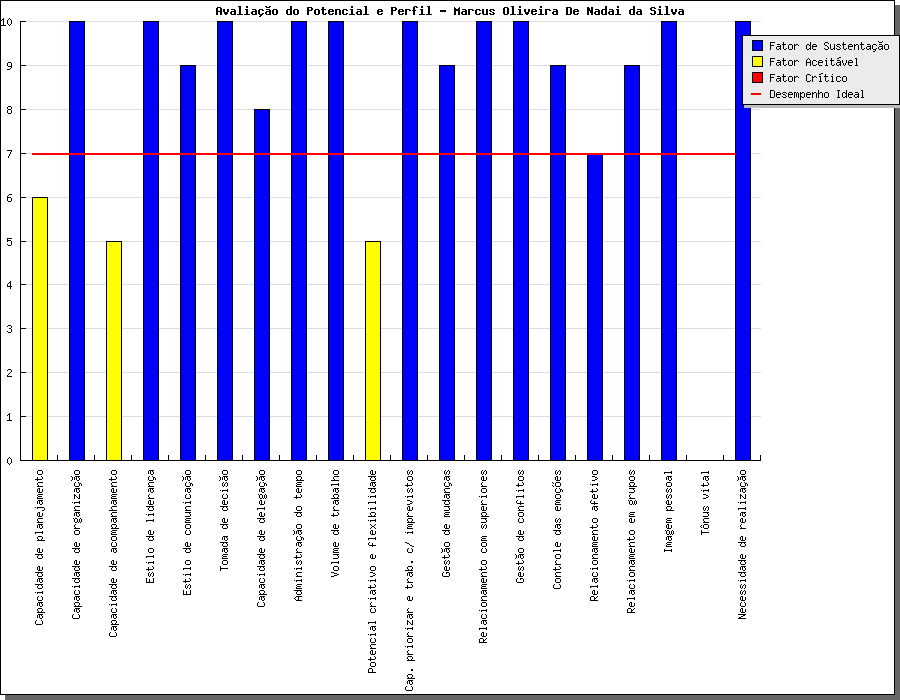 Avaliação do Potencial e Perfil - Marcus Oliveira De Nadai da Silva
10
9
8
7
6
5
4
3
2
1
0
Fator de Sustentação
Fator Aceitável
Fator Crítico
Desempenho Ideal
Capacidade de planejamento
Capacidade de organização
Capacidade de acompanhamento
Estilo de liderança
Estilo de comunicação
Tomada de decisão
Capacidade de delegação
Administração do tempo
Volume de trabalho
Potencial criativo e flexibilidade
Cap. priorizar e trab. c/ imprevistos
Gestão de mudanças
Relacionamento com superiores
Gestão de conflitos
Controle das emoções
Relacionamento afetivo
Relacionamento em grupos
Imagem pessoal
Tônus vital
Necessidade de realização